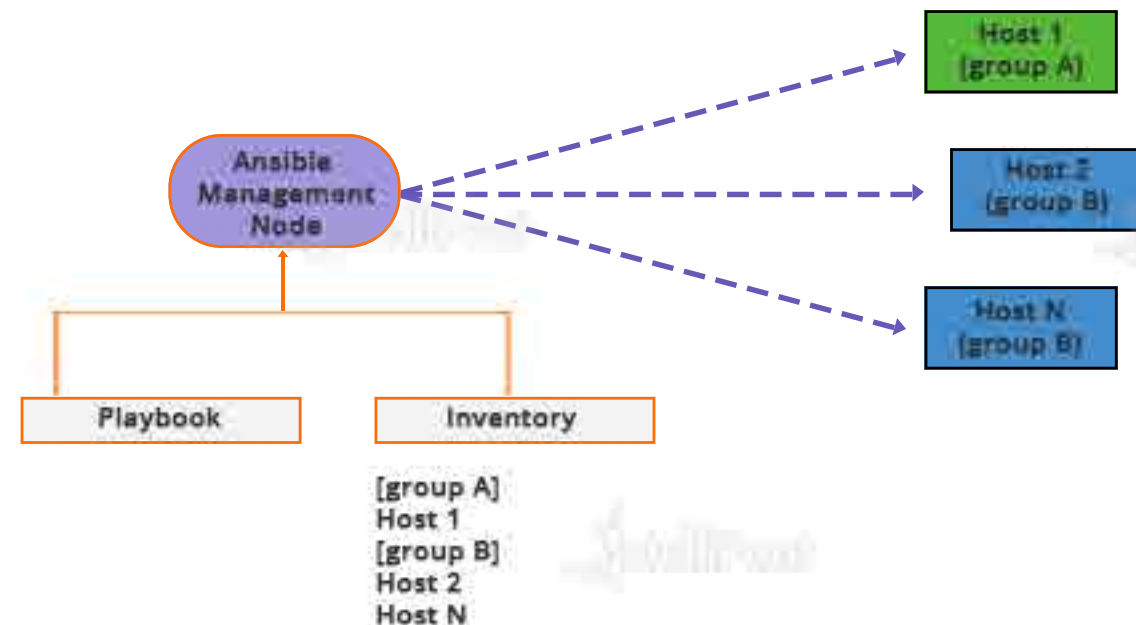 Host 1
(group A)
Ansible
Management
Node
Host 2
(group B)
Host N
(group B)
Playbook
Inventory
[group A]
Host 1
[group B]
Host 2
Host N